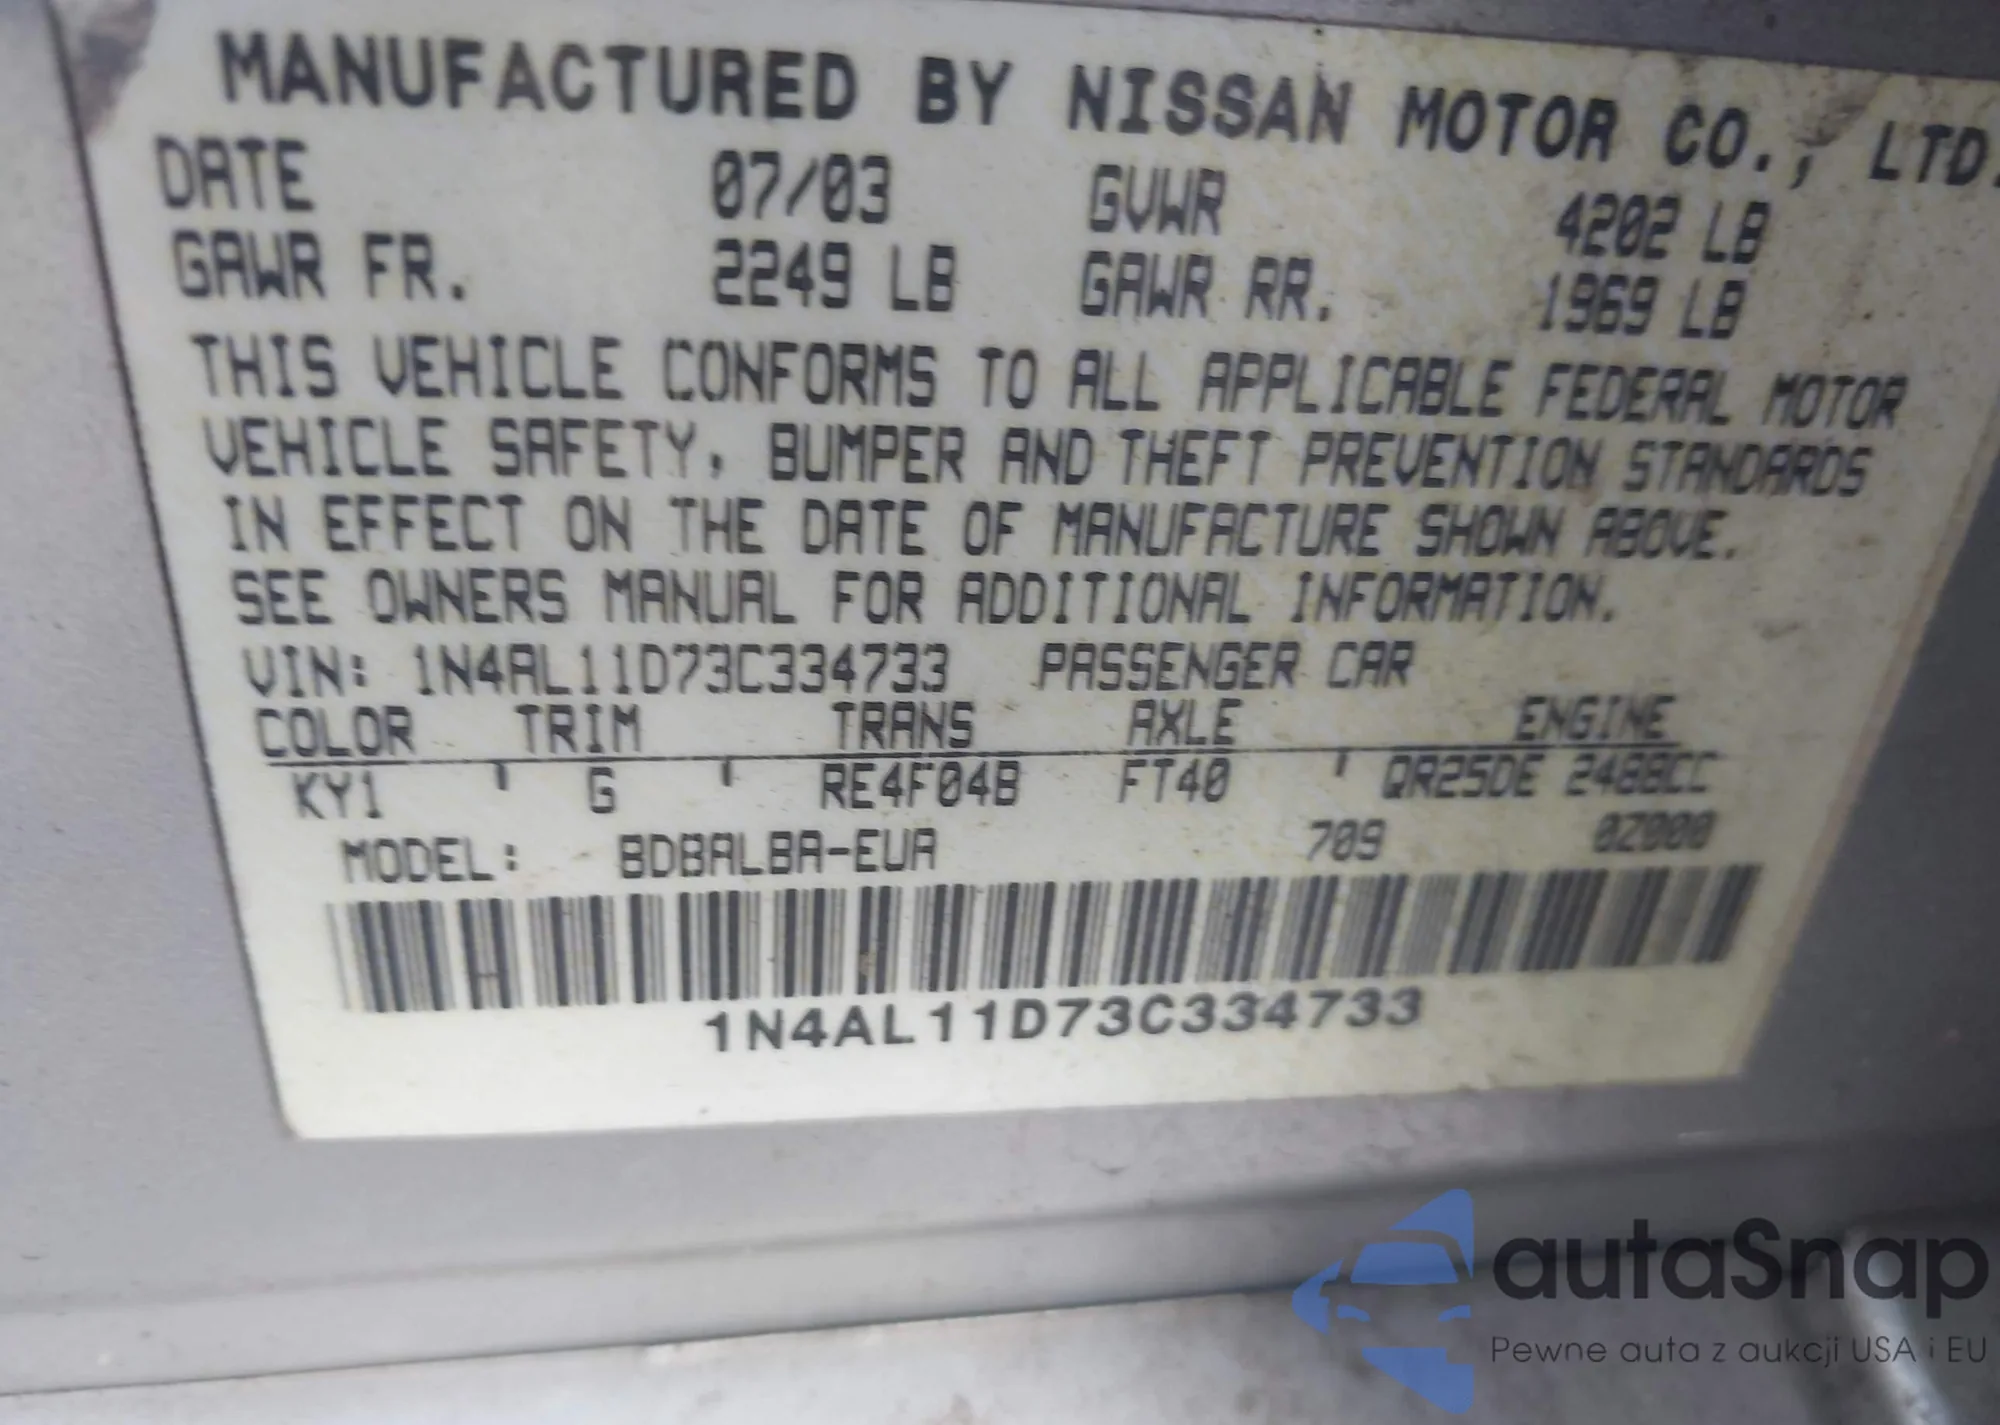 MANUFACTURED BY NISSAN MOTOR CO., LTD.
DATE 07/03 GVWR 4202 LB
GAWR FR. 2249 LB GAWR RR. 1969 LB
THIS VEHICLE CONFORMS TO ALL APPLICABLE FEDERAL MOTOR
VEHICLE SAFETY, BUMPER AND THEFT PREVENTION STANDARDS
IN EFFECT ON THE DATE OF MANUFACTURE SHOWN ABOVE.
SEE OWNERS MANUAL FOR ADDITIONAL INFORMATION.
VIN: 1N4AL11D73C334733 PASSENGER CAR
COLOR TRIM TRANS AXLE ENGINE
KY1 G RE4F04B FT40 QR25DE 2488CC
MODEL: BDBALBA-EUA 709 0Z000
1N4AL11D73C334733
autaSnap
Pewne auta z aukcji USA i EU